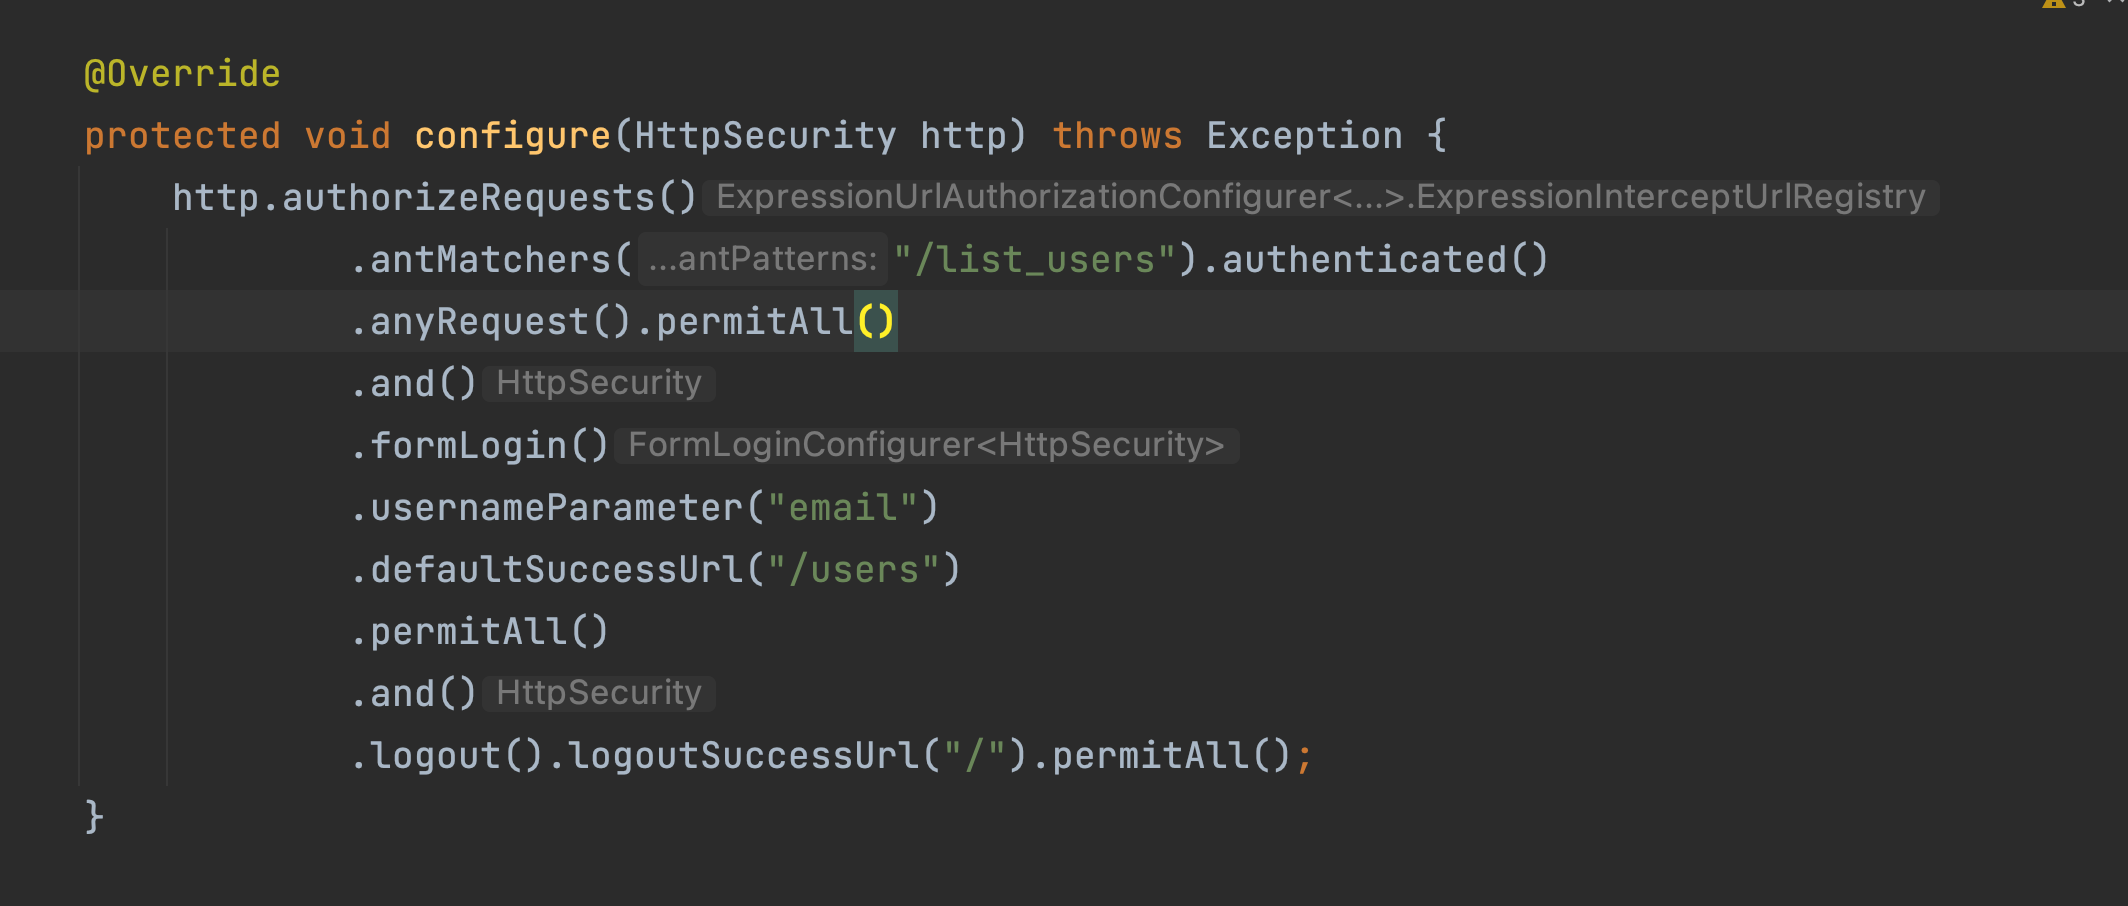 @Override
protected void configure(HttpSecurity http) throws Exception {
http.authorizeRequests() ExpressionUrlAuthorizationConfigurer<...>.ExpressionInterceptUrlRegistry
.antMatchers( ...antPatterns: "/list_users").authenticated()
.anyRequest().permitAll()
.and() HttpSecurity
.formLogin() FormLoginConfigurer<HttpSecurity>
.usernameParameter("email")
.defaultSuccessUrl("/users")
.permitAll()
.and() HttpSecurity
.logout().logoutSuccessUrl("/").permitAll();
}